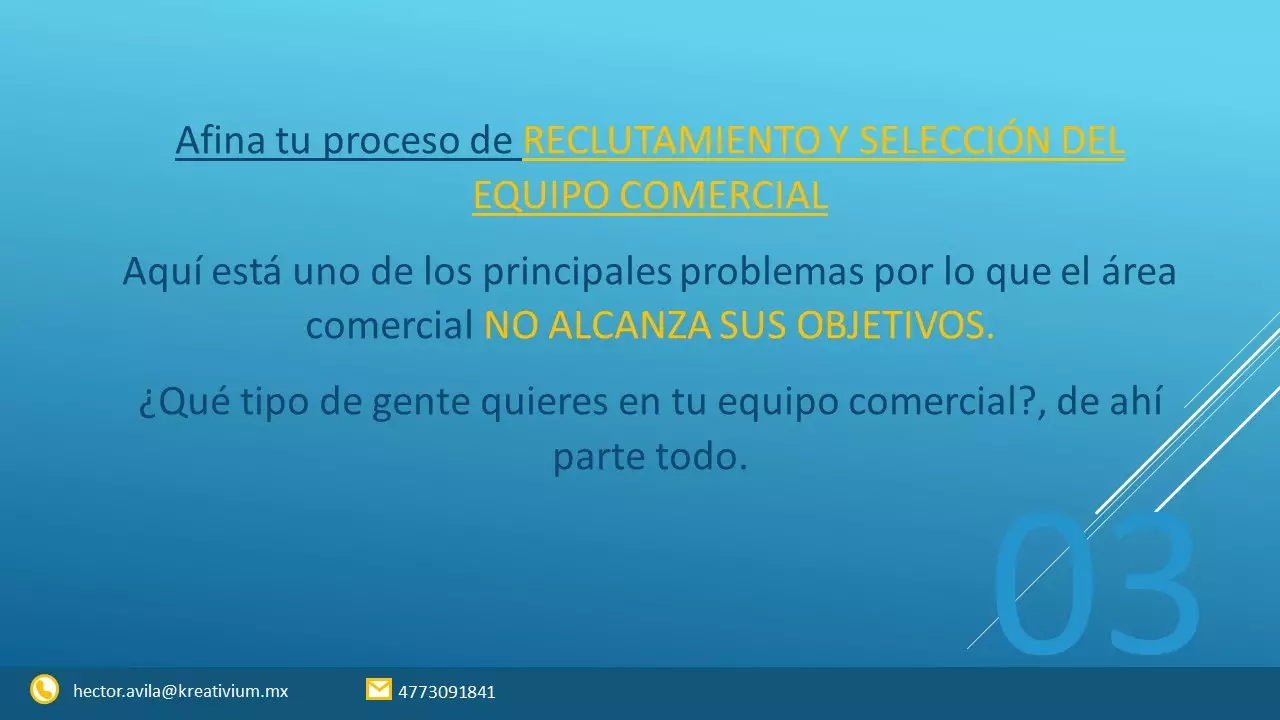 Afina tu proceso de RECLUTAMIENTO Y SELECCIÓN DEL
EQUIPO COMERCIAL
Aquí está uno de los principales problemas por lo que el área
comercial NO ALCANZA SUS OBJETIVOS.
¿Qué tipo de gente quieres en tu equipo comercial?, de ahí
parte todo.
03
hector.avila@kreativium.mx
4773091841